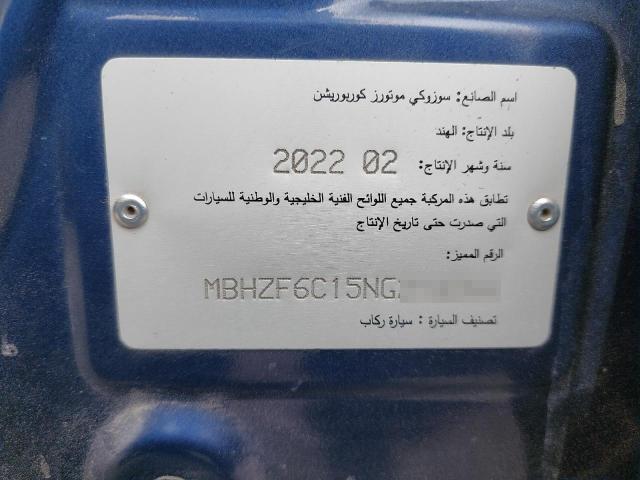 اسم الصانع: سوزوكي موتورز كوربوريشن
بلد الإنتاج: الهند
سنة وشهر الإنتاج: 2022 02
تطابق هذه المركبة جميع اللوائح الفنية الخليجية والوطنية للسيارات
التي صدرت حتى تاريخ الإنتاج
الرقم المميز:
MBHZF6C15NG
تصنيف السيارة : سيارة ركاب